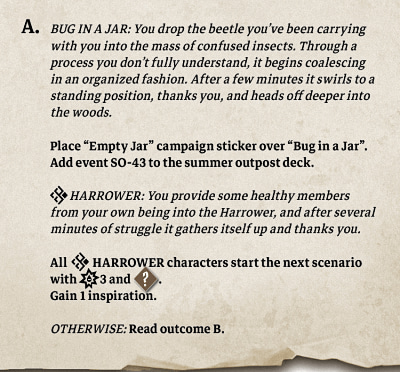 A. BUG IN A JAR: You drop the beetle you've been carrying
with you into the mass of confused insects. Through a
process you don't fully understand, it begins coalescing
in an organized fashion. After a few minutes it swirls to a
standing position, thanks you, and heads off deeper into
the woods.
Place “Empty Jar” campaign sticker over “Bug in a Jar”.
Add event SO-43 to the summer outpost deck.
HARROWER: You provide some healthy members
from your own being into the Harrower, and after several
minutes of struggle it gathers itself up and thanks you.
All HARROWER characters start the next scenario
with 3 and ?.
Gain 1 inspiration.
OTHERWISE: Read outcome B.